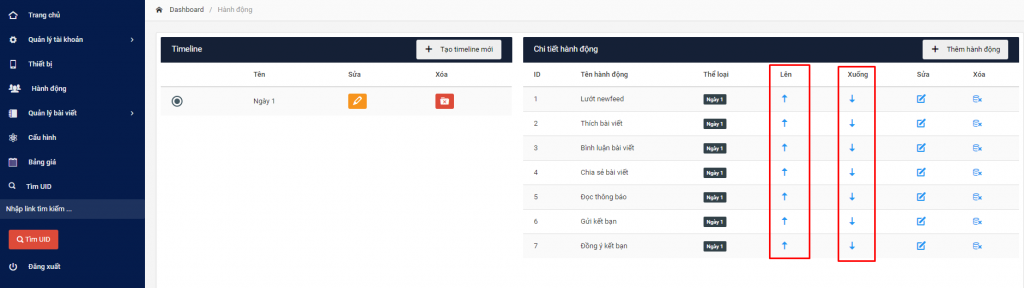 Trang chủ
Quản lý tài khoản
Thiết bị
Hành động
Quản lý bài viết
Cấu hình
Bảng giá
Tìm UID
Nhập link tìm kiếm ...
Tìm UID
Đăng xuất
Dashboard / Hành động
Timeline
+ Tạo timeline mới
Tên Sửa Xóa
Ngày 1
Chi tiết hành động
+ Thêm hành động
ID Tên hành động Thể loại Lên Xuống Sửa Xóa
1 Lướt newfeed Ngày 1
2 Thích bài viết Ngày 1
3 Bình luận bài viết Ngày 1
4 Chia sẻ bài viết Ngày 1
5 Đọc thông báo Ngày 1
6 Gửi kết bạn Ngày 1
7 Đồng ý kết bạn Ngày 1